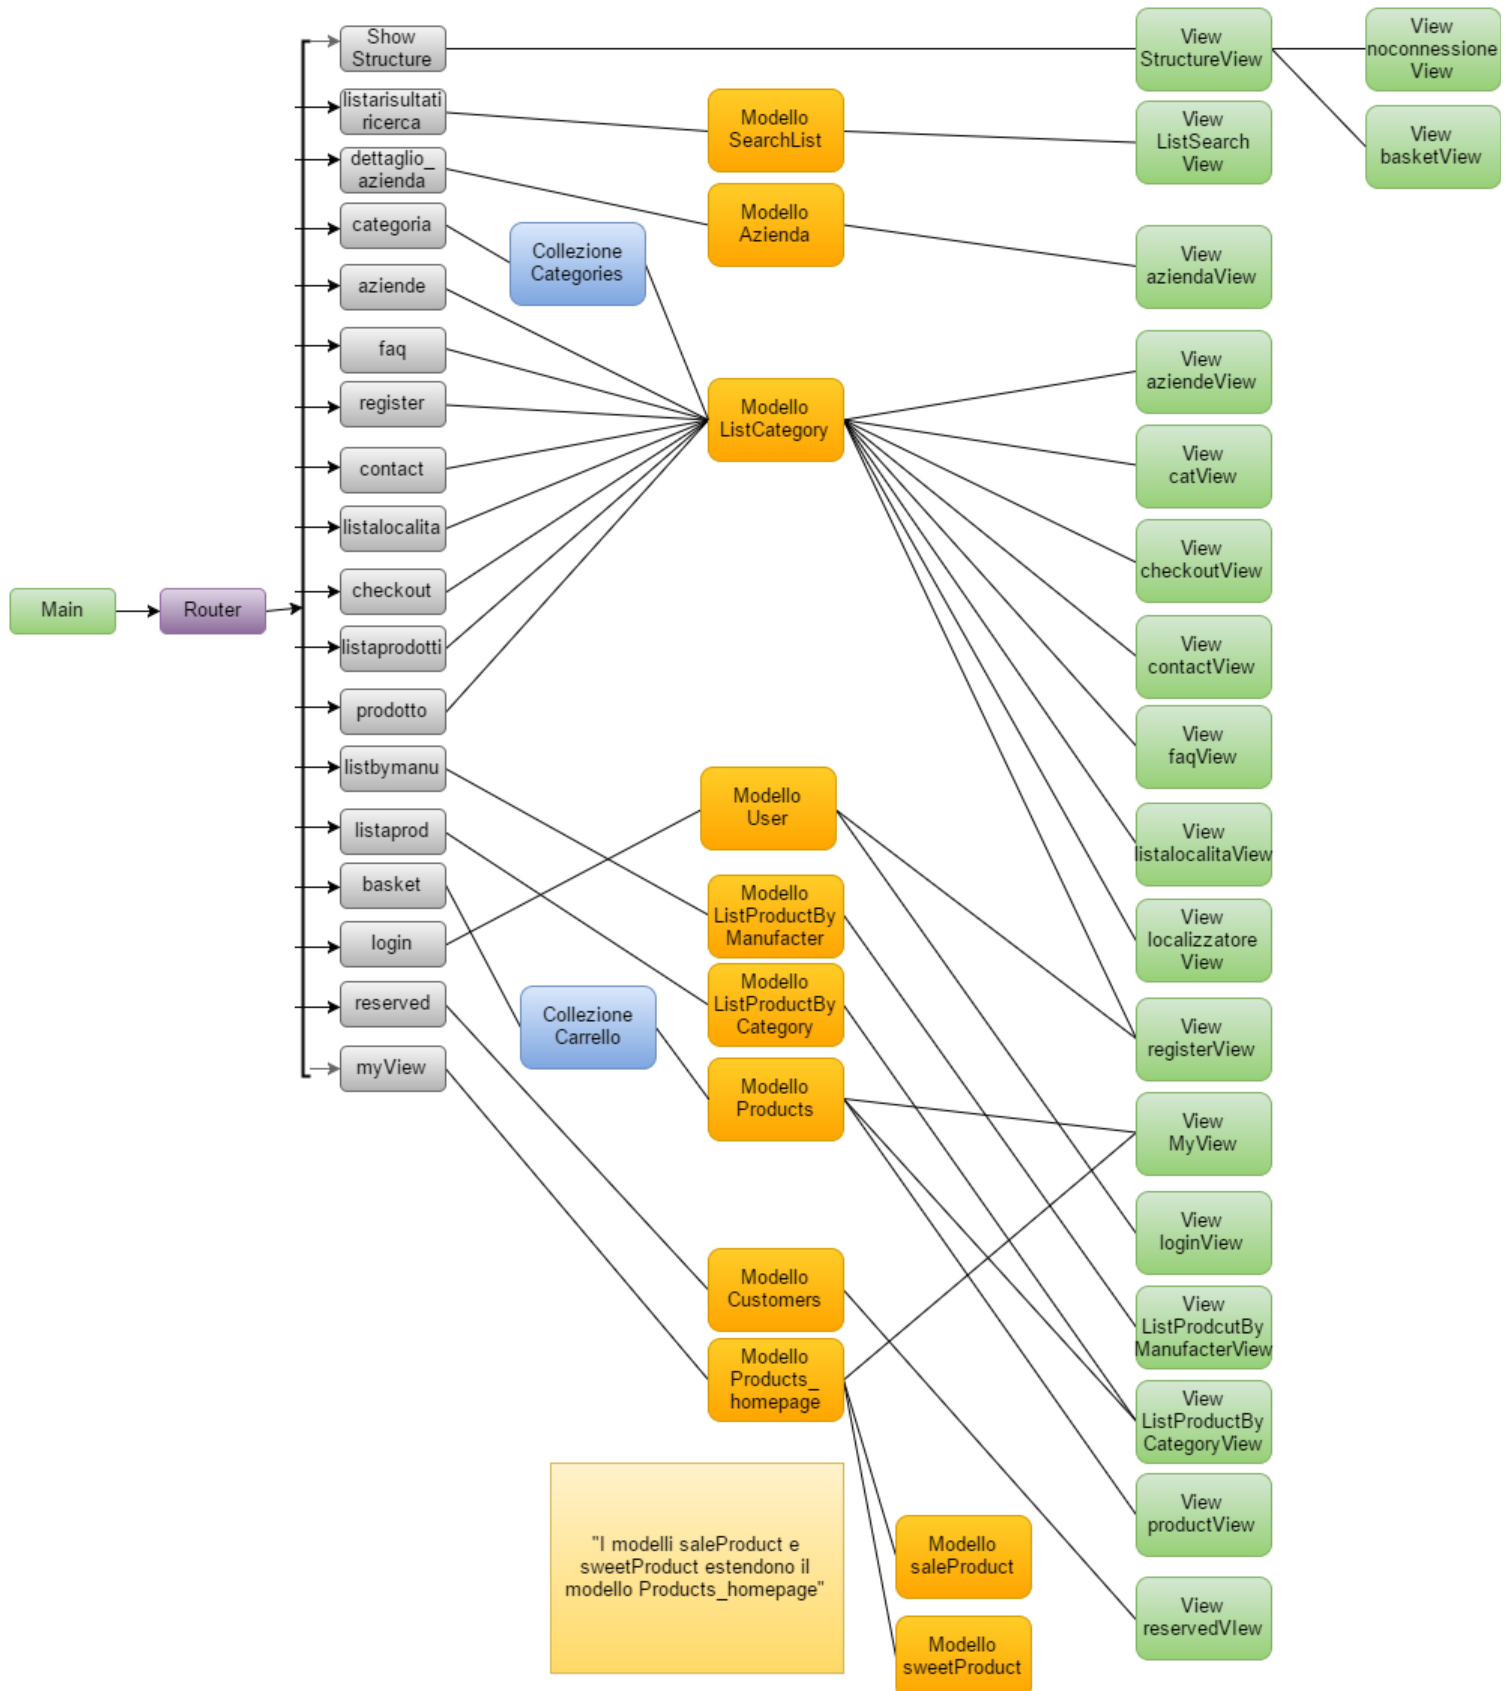 Show
Structure
listarisultati
ricerca
dettaglio_
azienda
categoria
aziende
faq
register
contact
listalocalita
checkout
listaprodotti
prodotto
listbymanu
listaprod
basket
login
reserved
myView
Main
Router
Collezione
Categories
Collezione
Carrello
Modello
SearchList
Modello
Azienda
Modello
ListCategory
Modello
User
Modello
ListProductBy
Manufacter
Modello
ListProductBy
Category
Modello
Products
Modello
Customers
Modello
Products_
homepage
"I modelli saleProduct e
sweetProduct estendono il
modello Products_homepage"
Modello
saleProduct
Modello
sweetProduct
View
StructureView
View
noconnessione
View
View
basketView
View
ListSearch
View
View
aziendaView
View
aziendeView
View
catView
View
checkoutView
View
contactView
View
faqView
View
listalocalitaView
View
localizzatore
View
View
registerView
View
MyView
View
loginView
View
ListProdcutBy
ManufacterView
View
ListProductBy
CategoryView
View
productView
View
reservedVIew